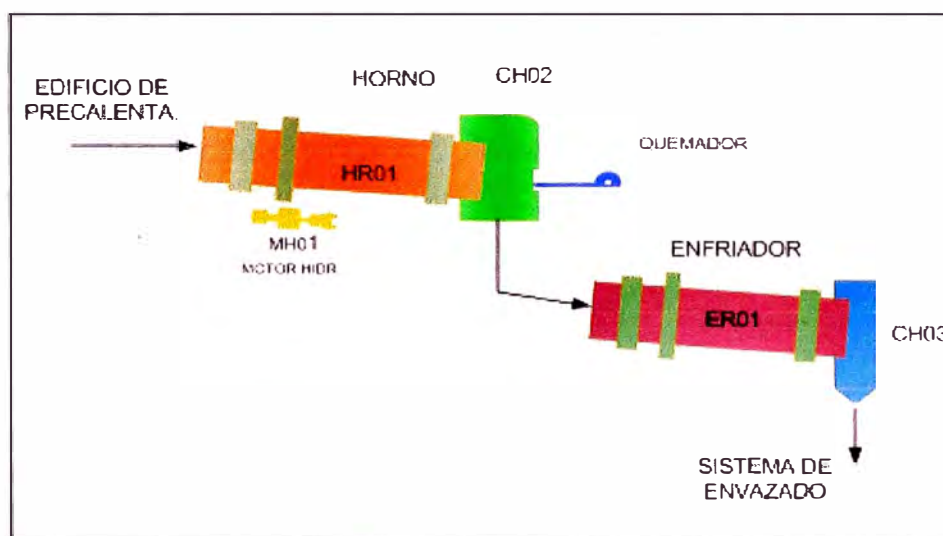 EDIFICIO DE
PRECALENTA.
HORNO
CH02
QUEMADOR
HR01
MH01
MOTOR HIDR
ENFRIADOR
ER01
CH03
SISTEMA DE
ENVAZADO